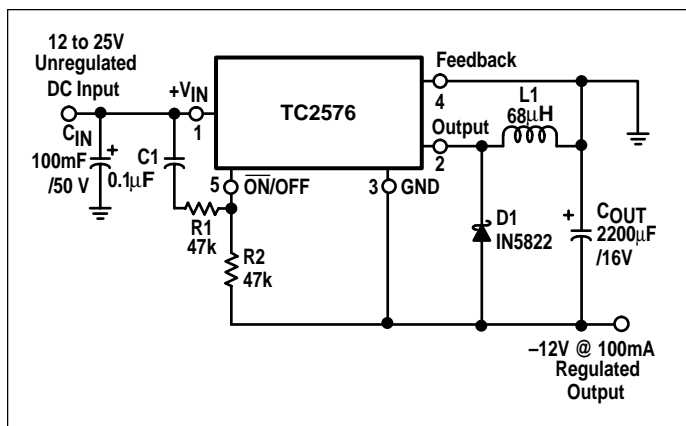 12 to 25V
Unregulated
DC Input
+VIN
1
TC2576
Feedback
4
L1
68µH
Output
2
CIN
100mF
/50 V
C1
0.1µF
5
ON/OFF
3
GND
R1
47k
R2
47k
D1
IN5822
COUT
2200µF
/16V
–12V @ 100mA
Regulated
Output